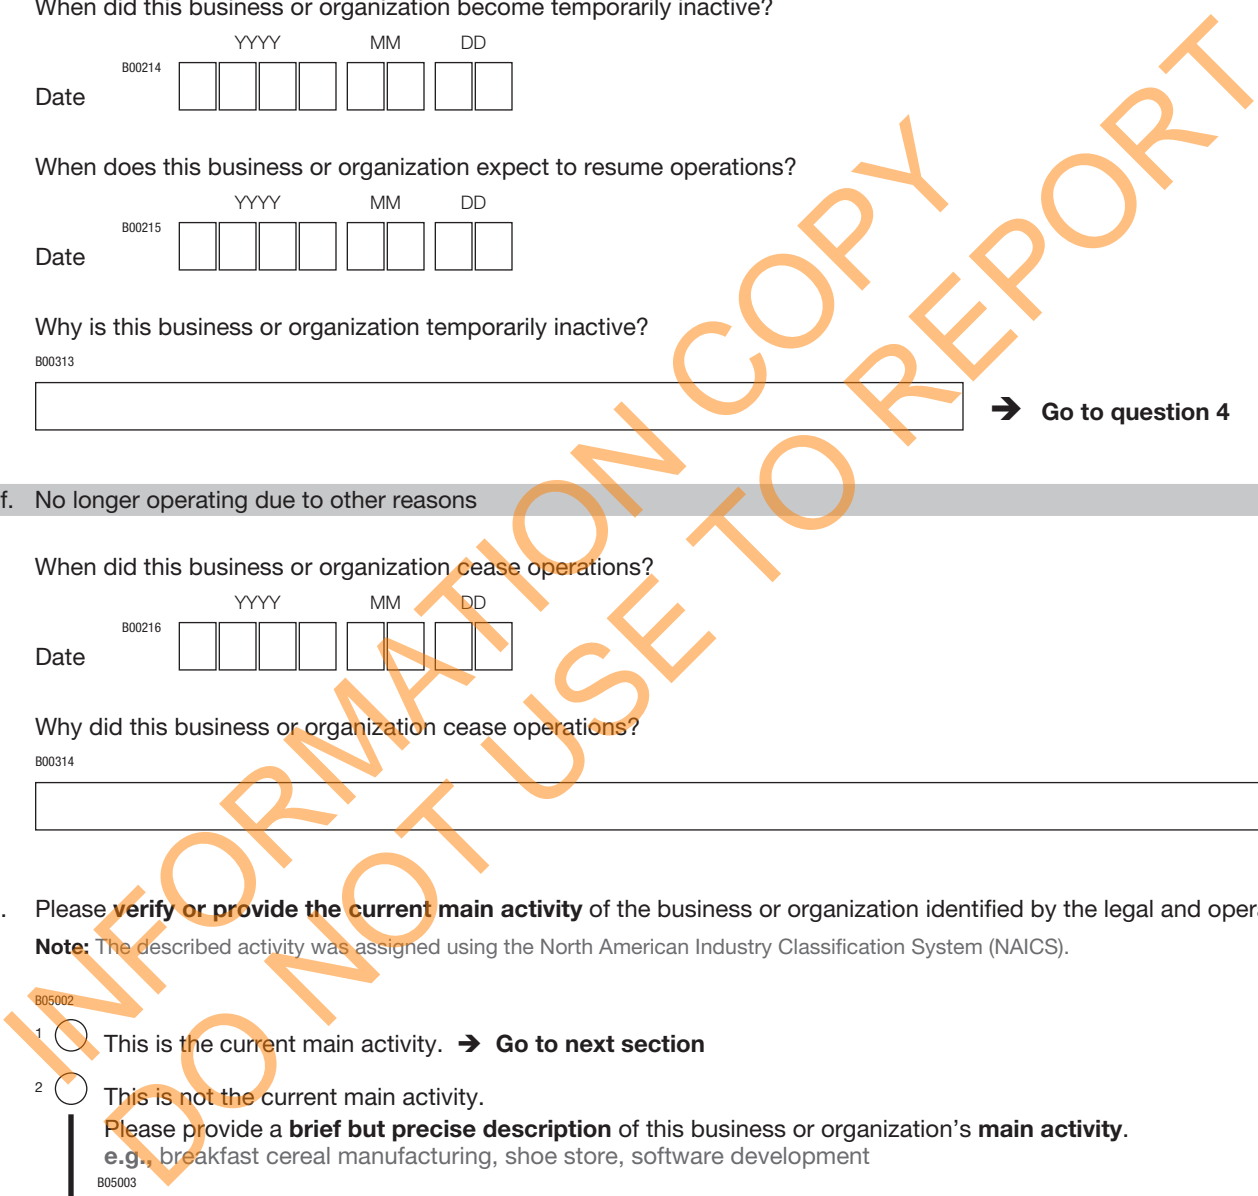 When did this business or organization become temporarily inactive?
YYYY MM DD
B00214
Date
When does this business or organization expect to resume operations?
YYYY MM DD
B00215
Date
Why is this business or organization temporarily inactive?
B00313
➔ Go to question 4
f. No longer operating due to other reasons
When did this business or organization cease operations?
YYYY MM DD
B00216
Date
Why did this business or organization cease operations?
B00314
. Please verify or provide the current main activity of the business or organization identified by the legal and oper
Note: The described activity was assigned using the North American Industry Classification System (NAICS).
B05002
1 This is the current main activity. ➔ Go to next section
2 This is not the current main activity.
Please provide a brief but precise description of this business or organization's main activity.
e.g., breakfast cereal manufacturing, shoe store, software development
B05003
INFORMATION COPY
DO NOT USE TO REPORT